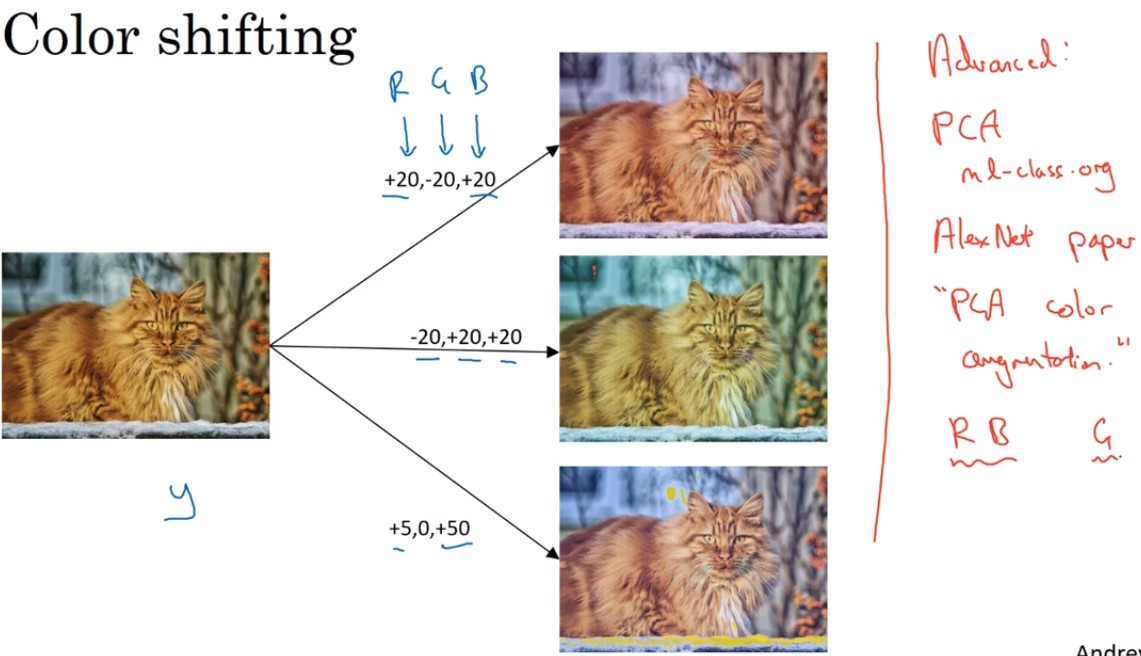 Color shifting
R G B
+20,-20,+20
-20,+20,+20
+5,0,+50
y
Advanced:
PCA
ml-class.org
AlexNet paper
"PCA color
augmentation."
R B G
Andrew